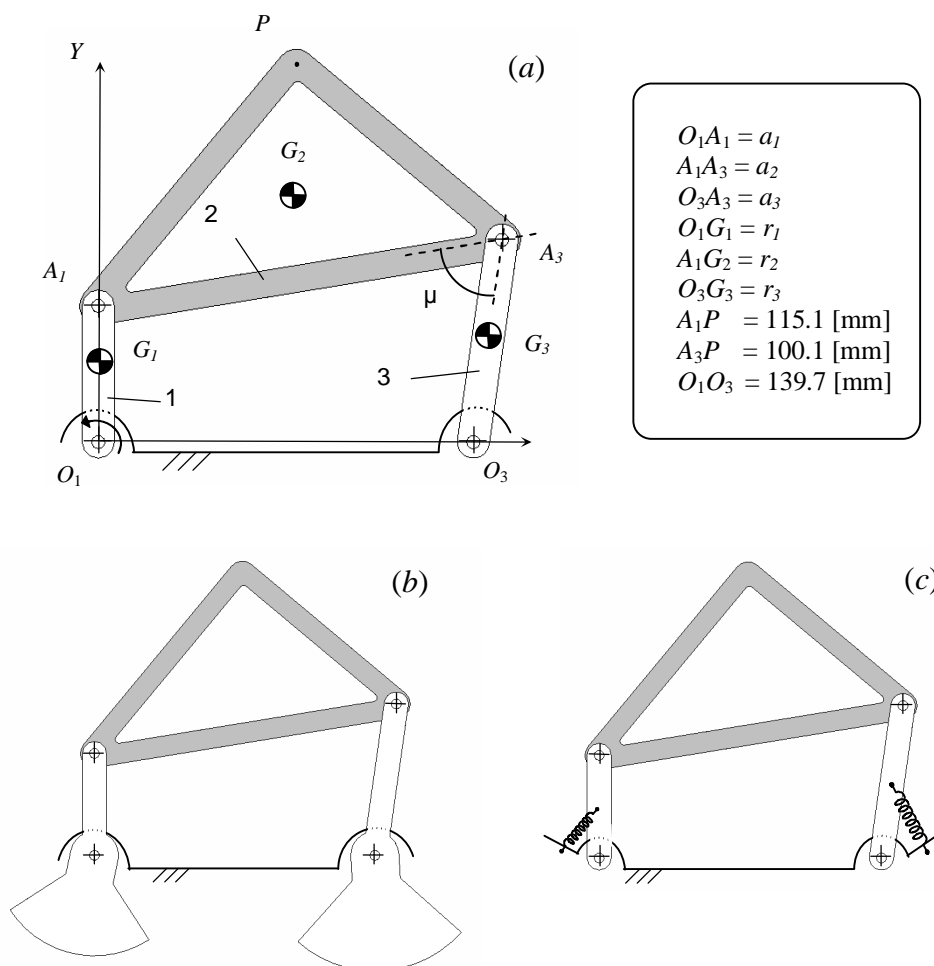 P
Y
(a)
G2
2
A1
A3
μ
G1
G3
3
1
O1
O3
O1A1 = a1
A1A3 = a2
O3A3 = a3
O1G1 = r1
A1G2 = r2
O3G3 = r3
A1P = 115.1 [mm]
A3P = 100.1 [mm]
O1O3 = 139.7 [mm]
(b)
(c)